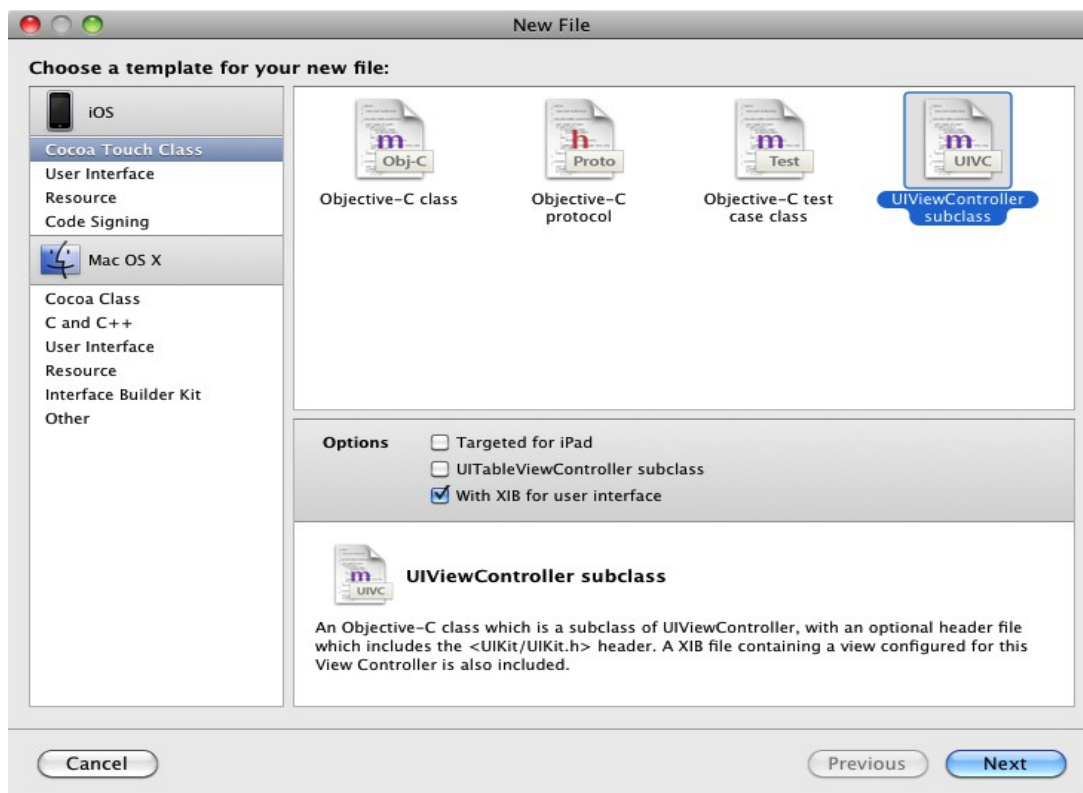 New File
Choose a template for your new file:
iOS
Cocoa Touch Class
User Interface
Resource
Code Signing
Mac OS X
Cocoa Class
C and C++
User Interface
Resource
Interface Builder Kit
Other
m
Obj-C
Objective-C class
h
Proto
Objective-C
protocol
m
Test
Objective-C test
case class
m
UIVC
UIViewController
subclass
Options
Targeted for iPad
UITableViewController subclass
With XIB for user interface
m
UIVC
UIViewController subclass
An Objective-C class which is a subclass of UIViewController, with an optional header file
which includes the <UIKit/UIKit.h> header. A XIB file containing a view configured for this
View Controller is also included.
Cancel
Previous
Next